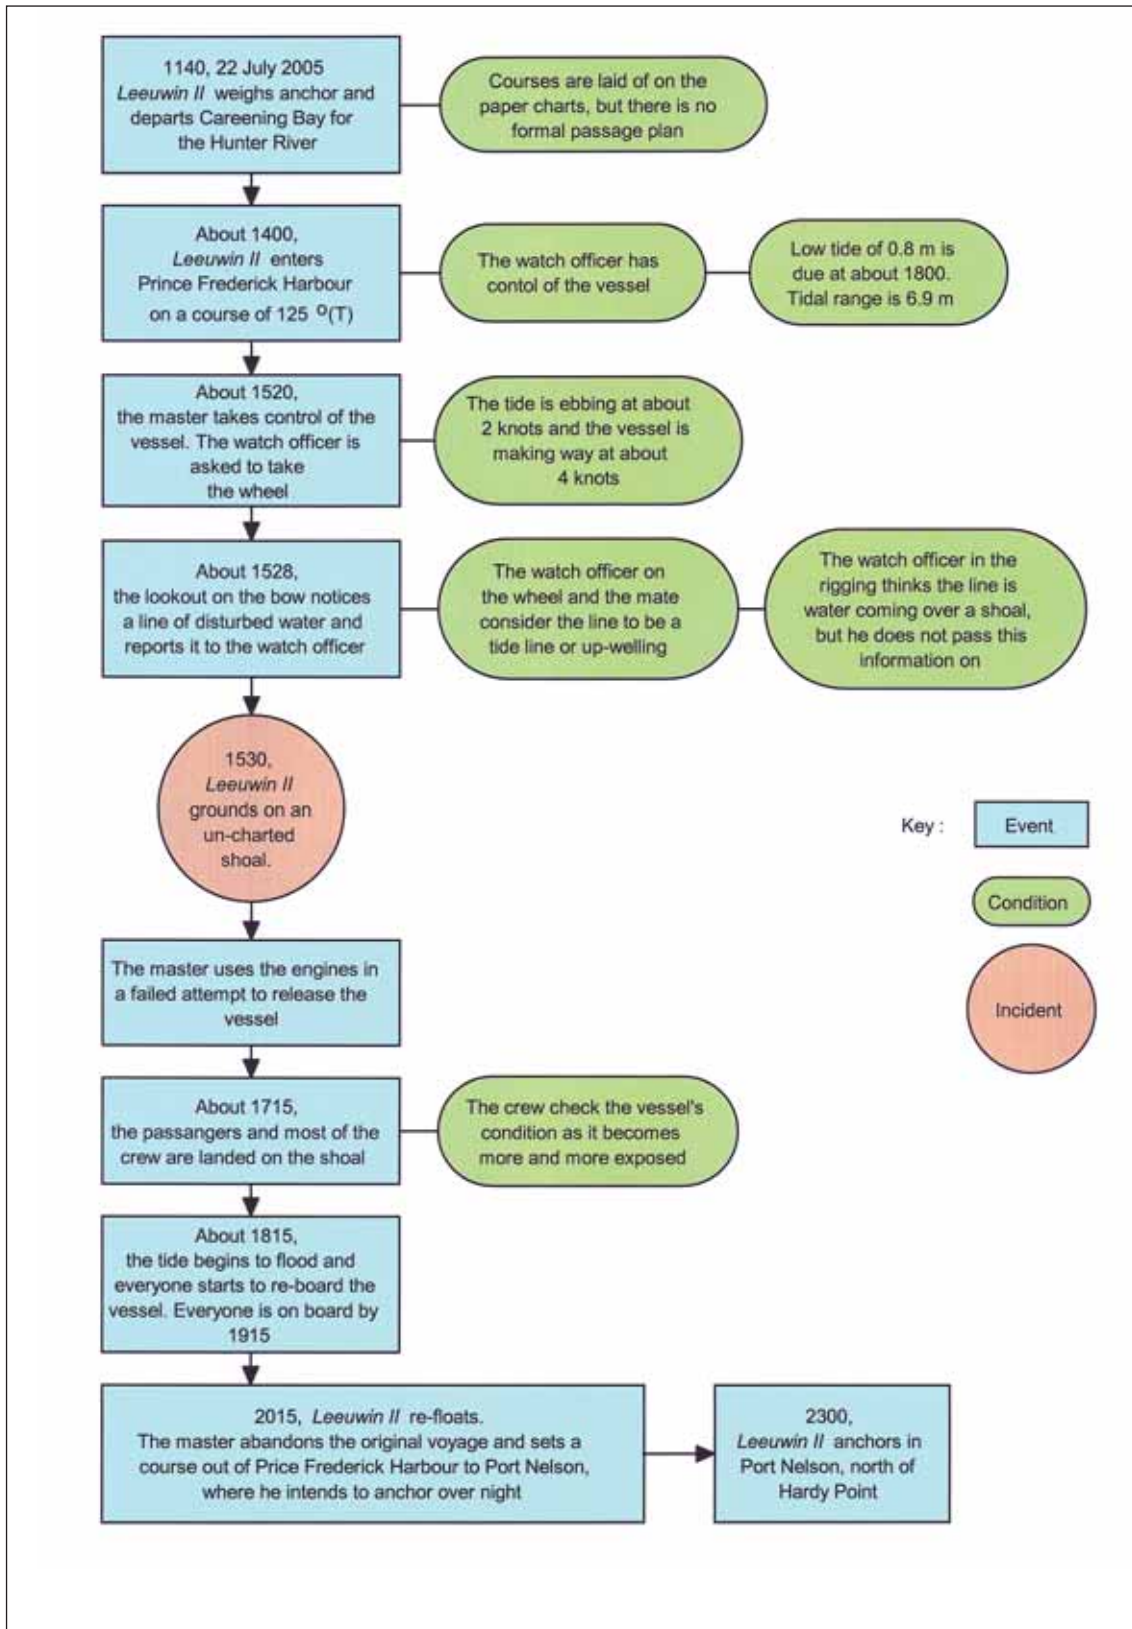 1140, 22 July 2005
Leeuwin II weighs anchor and
departs Careening Bay for
the Hunter River
Courses are laid of on the
paper charts, but there is no
formal passage plan
About 1400,
Leeuwin II enters
Prince Frederick Harbour
on a course of 125 º(T)
The watch officer has
contol of the vessel
Low tide of 0.8 m is
due at about 1800.
Tidal range is 6.9 m
About 1520,
the master takes control of the
vessel. The watch officer is
asked to take
the wheel
The tide is ebbing at about
2 knots and the vessel is
making way at about
4 knots
About 1528,
the lookout on the bow notices
a line of disturbed water and
reports it to the watch officer
The watch officer on
the wheel and the mate
consider the line to be a
tide line or up-welling
The watch officer in the
rigging thinks the line is
water coming over a shoal,
but he does not pass this
information on
1530,
Leeuwin II
grounds on an
un-charted
shoal.
Key :
Event
Condition
Incident
The master uses the engines in
a failed attempt to release the
vessel
About 1715,
the passangers and most of the
crew are landed on the shoal
The crew check the vessel's
condition as it becomes
more and more exposed
About 1815,
the tide begins to flood and
everyone starts to re-board the
vessel. Everyone is on board by
1915
2015, Leeuwin II re-floats.
The master abandons the original voyage and sets a
course out of Price Frederick Harbour to Port Nelson,
where he intends to anchor over night
2300,
Leeuwin II anchors in
Port Nelson, north of
Hardy Point